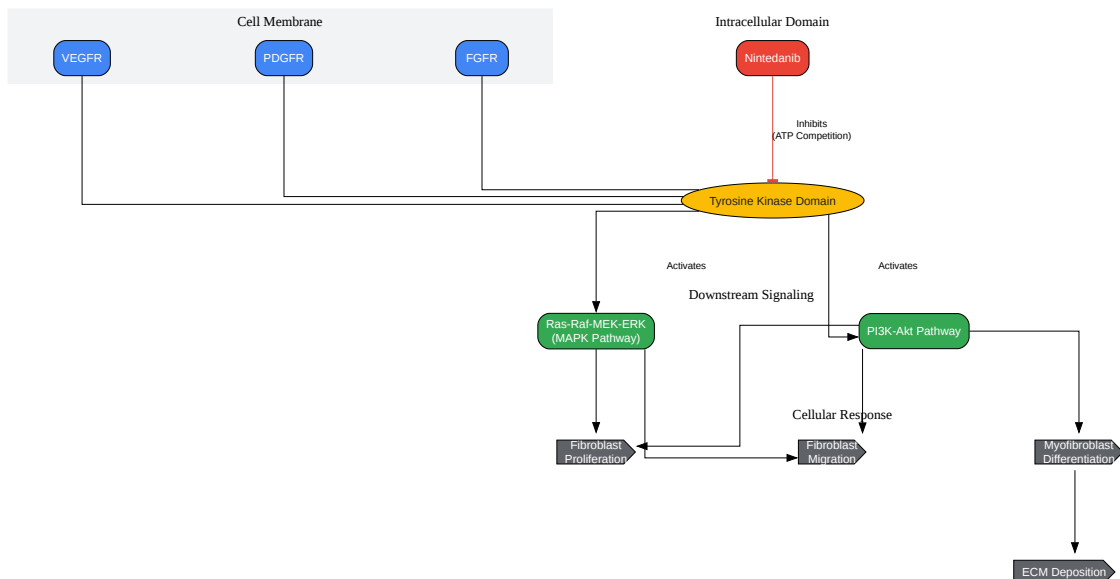 Cell Membrane
Intracellular Domain
VEGFR
PDGFR
FGFR
Nintedanib
Inhibits
(ATP Competition)
Tyrosine Kinase Domain
Activates
Activates
Downstream Signaling
Ras-Raf-MEK-ERK
(MAPK Pathway)
PI3K-Akt Pathway
Cellular Response
Fibroblast
Proliferation
Fibroblast
Migration
Myofibroblast
Differentiation
ECM Deposition